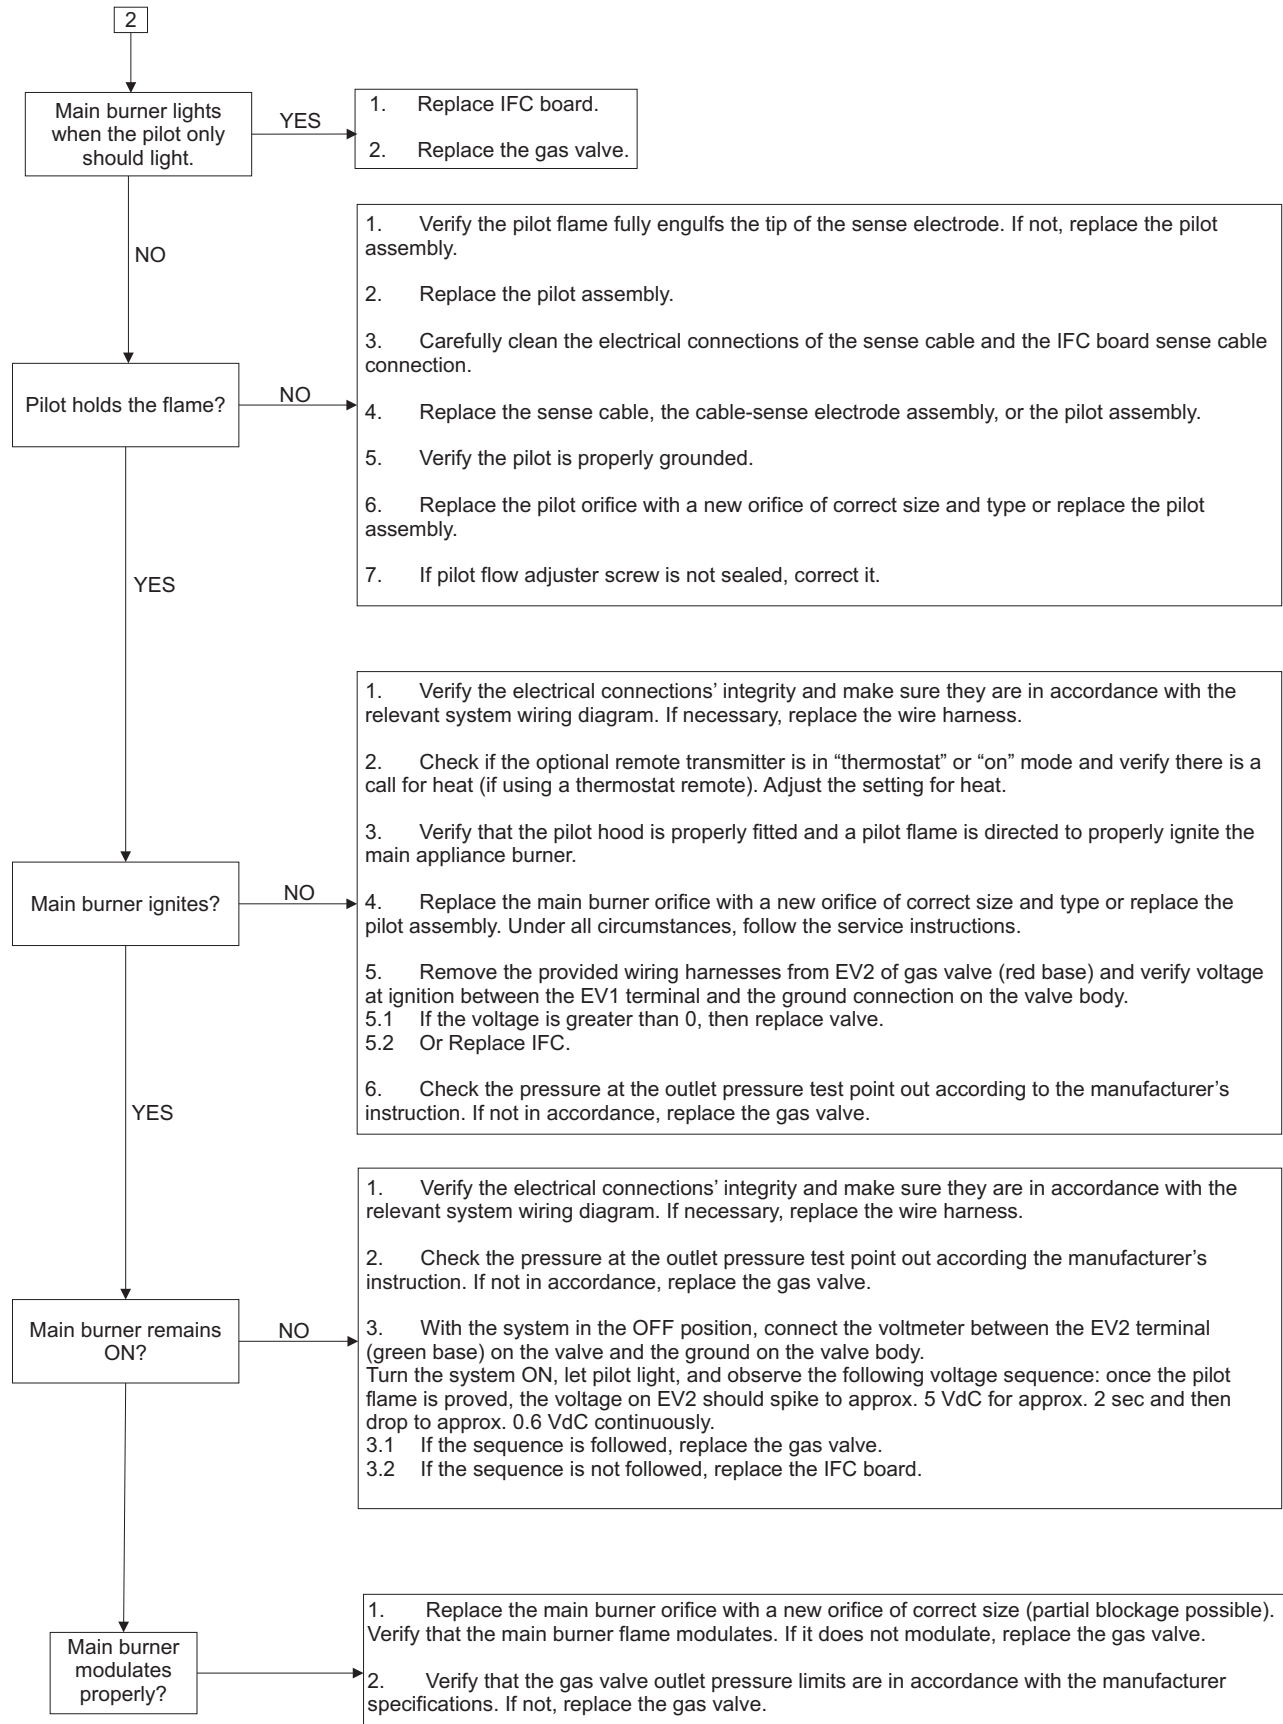 2
Main burner lights
when the pilot only
should light.
YES
1. Replace IFC board.
2. Replace the gas valve.
NO
1. Verify the pilot flame fully engulfs the tip of the sense electrode. If not, replace the pilot
assembly.
2. Replace the pilot assembly.
3. Carefully clean the electrical connections of the sense cable and the IFC board sense cable
connection.
4. Replace the sense cable, the cable-sense electrode assembly, or the pilot assembly.
5. Verify the pilot is properly grounded.
6. Replace the pilot orifice with a new orifice of correct size and type or replace the pilot
assembly.
7. If pilot flow adjuster screw is not sealed, correct it.
Pilot holds the flame?
NO
YES
1. Verify the electrical connections’ integrity and make sure they are in accordance with the
relevant system wiring diagram. If necessary, replace the wire harness.
2. Check if the optional remote transmitter is in “thermostat” or “on” mode and verify there is a
call for heat (if using a thermostat remote). Adjust the setting for heat.
3. Verify that the pilot hood is properly fitted and a pilot flame is directed to properly ignite the
main appliance burner.
4. Replace the main burner orifice with a new orifice of correct size and type or replace the
pilot assembly. Under all circumstances, follow the service instructions.
5. Remove the provided wiring harnesses from EV2 of gas valve (red base) and verify voltage
at ignition between the EV1 terminal and the ground connection on the valve body.
5.1 If the voltage is greater than 0, then replace valve.
5.2 Or Replace IFC.
6. Check the pressure at the outlet pressure test point out according to the manufacturer’s
instruction. If not in accordance, replace the gas valve.
Main burner ignites?
NO
YES
1. Verify the electrical connections’ integrity and make sure they are in accordance with the
relevant system wiring diagram. If necessary, replace the wire harness.
2. Check the pressure at the outlet pressure test point out according the manufacturer’s
instruction. If not in accordance, replace the gas valve.
3. With the system in the OFF position, connect the voltmeter between the EV2 terminal
(green base) on the valve and the ground on the valve body.
Turn the system ON, let pilot light, and observe the following voltage sequence: once the pilot
flame is proved, the voltage on EV2 should spike to approx. 5 VdC for approx. 2 sec and then
drop to approx. 0.6 VdC continuously.
3.1 If the sequence is followed, replace the gas valve.
3.2 If the sequence is not followed, replace the IFC board.
Main burner remains
ON?
NO
1. Replace the main burner orifice with a new orifice of correct size (partial blockage possible).
Verify that the main burner flame modulates. If it does not modulate, replace the gas valve.
2. Verify that the gas valve outlet pressure limits are in accordance with the manufacturer
specifications. If not, replace the gas valve.
Main burner
modulates
properly?